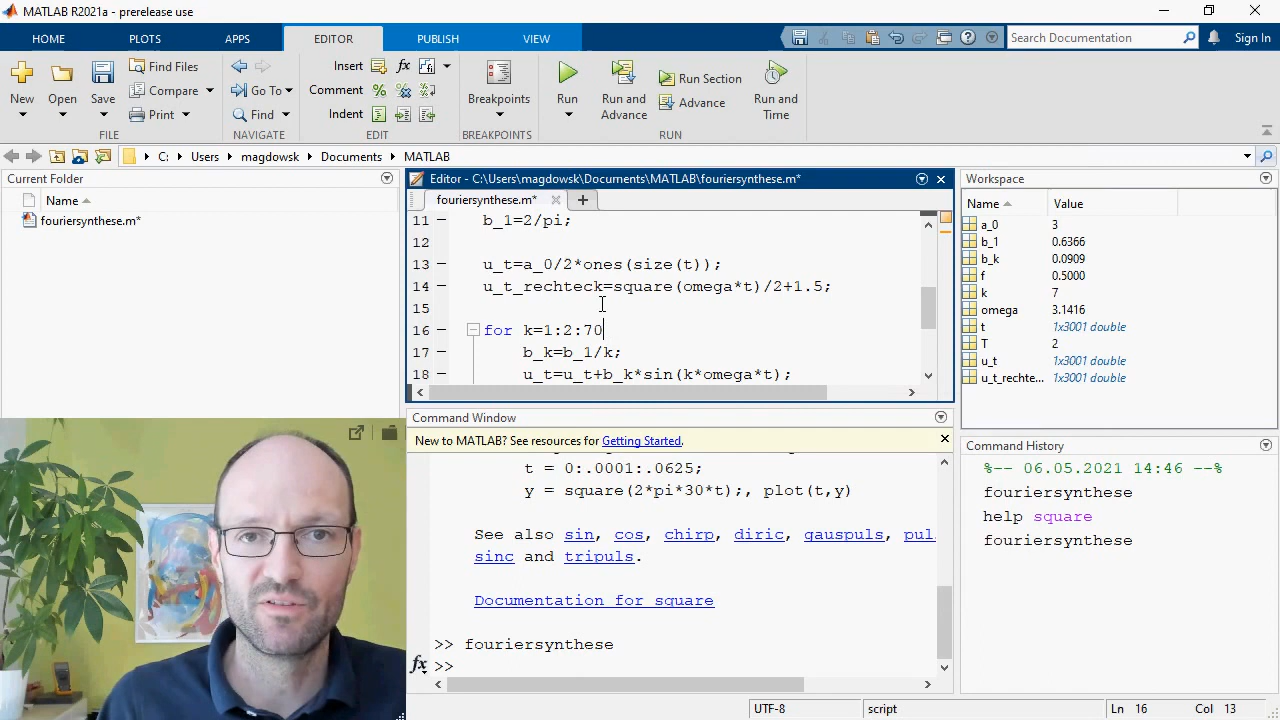 MATLAB R2021a - prerelease use
HOME PLOTS APPS EDITOR PUBLISH VIEW
Search Documentation
Sign In
New Open Save
Find Files
Compare
Print
FILE
Go To
Find
NAVIGATE
Insert
Comment
Indent
EDIT
Breakpoints
BREAKPOINTS
Run
Run and Advance
Run Section
Advance
Run and Time
RUN
C: Users magdowsk Documents MATLAB
Current Folder
Name
fouriersynthese.m*
Editor - C:\Users\magdowsk\Documents\MATLAB\fouriersynthese.m*
fouriersynthese.m*
11 b_1=2/pi;
12
13 u_t=a_0/2*ones(size(t));
14 u_t_rechteck=square(omega*t)/2+1.5;
15
16 for k=1:2:70
17 b_k=b_1/k;
18 u_t=u_t+b_k*sin(k*omega*t);
Command Window
New to MATLAB? See resources for Getting Started.
t = 0:.0001:.0625;
y = square(2*pi*30*t);, plot(t,y)
See also sin, cos, chirp, diric, gauspuls, pul
sinc and tripuls.
Documentation for square
>> fouriersynthese
fx >>
Workspace
Name Value
a_0 3
b_1 0.6366
b_k 0.0909
f 0.5000
k 7
omega 3.1416
t 1x3001 double
T 2
u_t 1x3001 double
u_t_rechte... 1x3001 double
Command History
%-- 06.05.2021 14:46 --%
fouriersynthese
help square
fouriersynthese
UTF-8 script Ln 16 Col 13